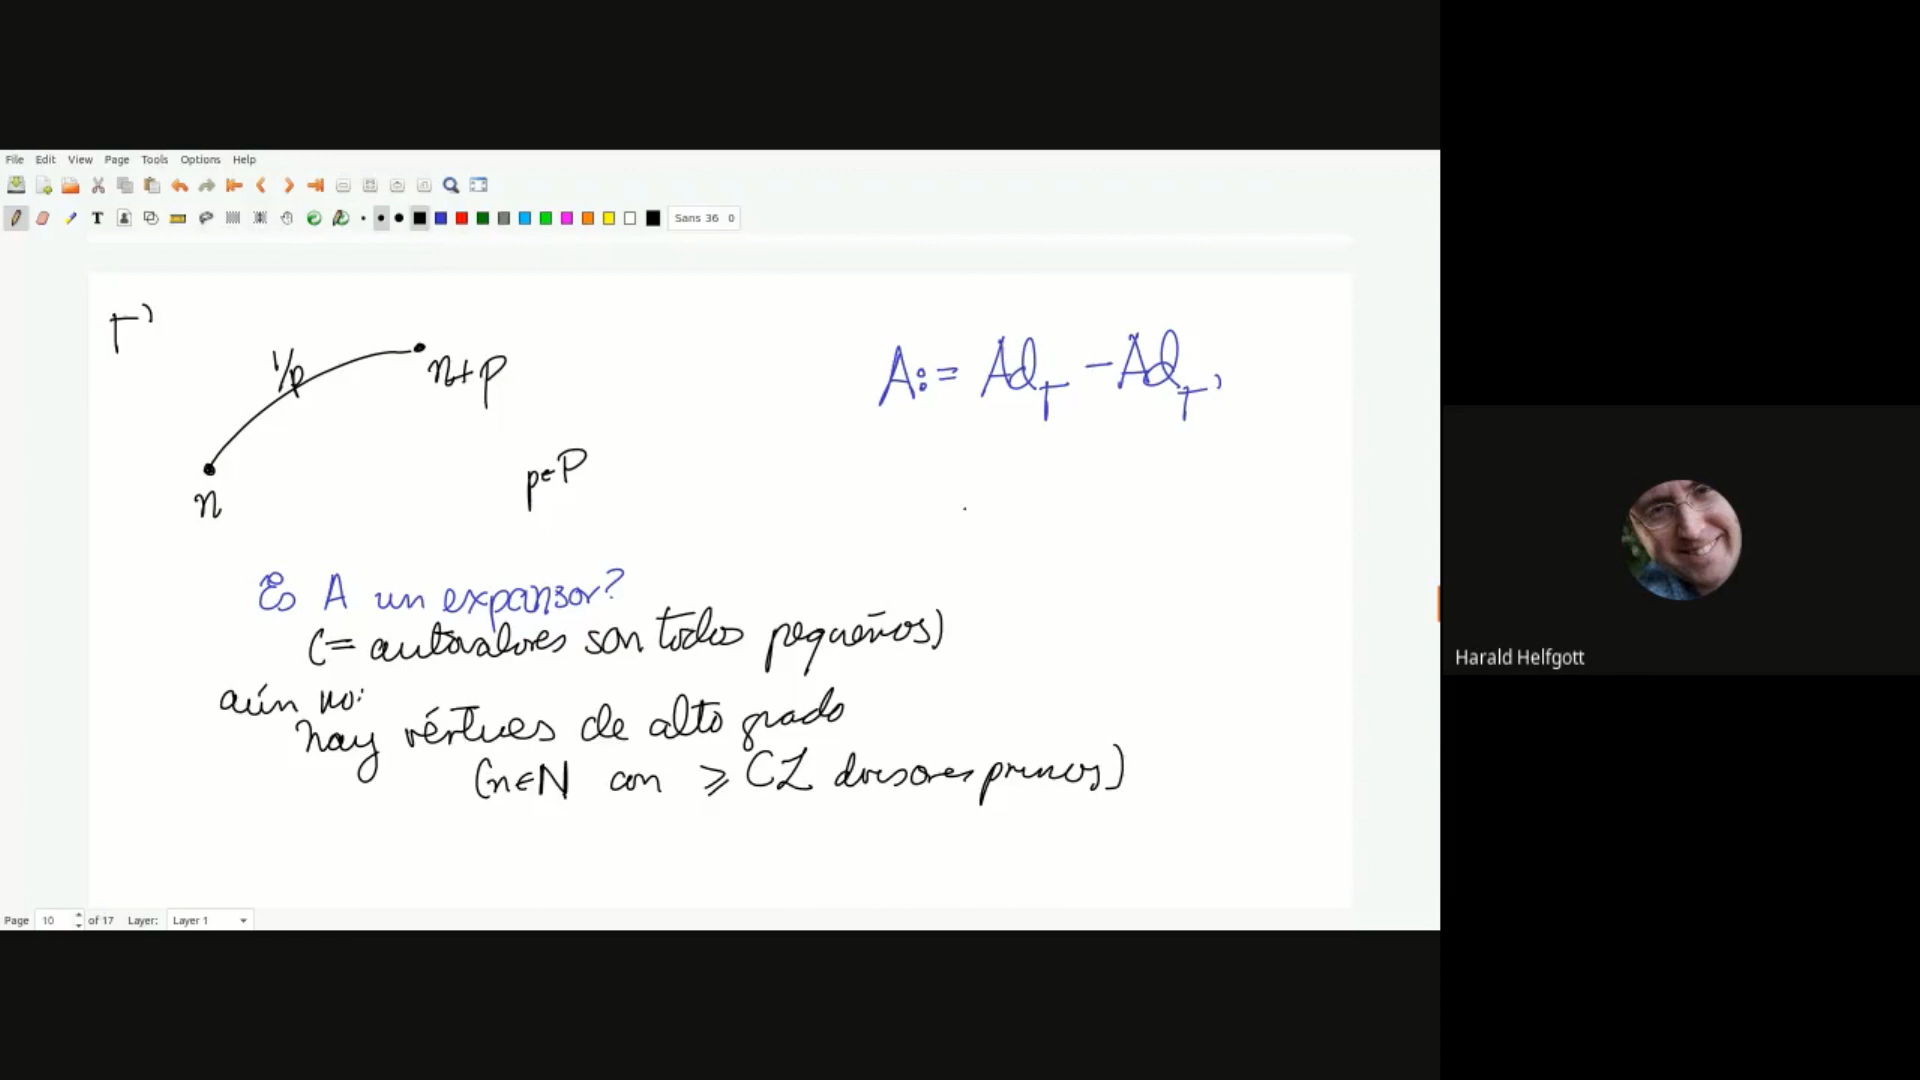 File Edit View Page Tools Options Help
T
Sans 36 0
Γ'
1/p
n+p
n
p∈P
A := Ad_Γ - Ad_Γ'
Es A un expansor?
(= autovalores son todos pequeños)
aún no:
hay vértices de alto grado
(n∈N con ⩾ CL divisores primos)
Harald Helfgott
Page 10 of 17 Layer: Layer 1